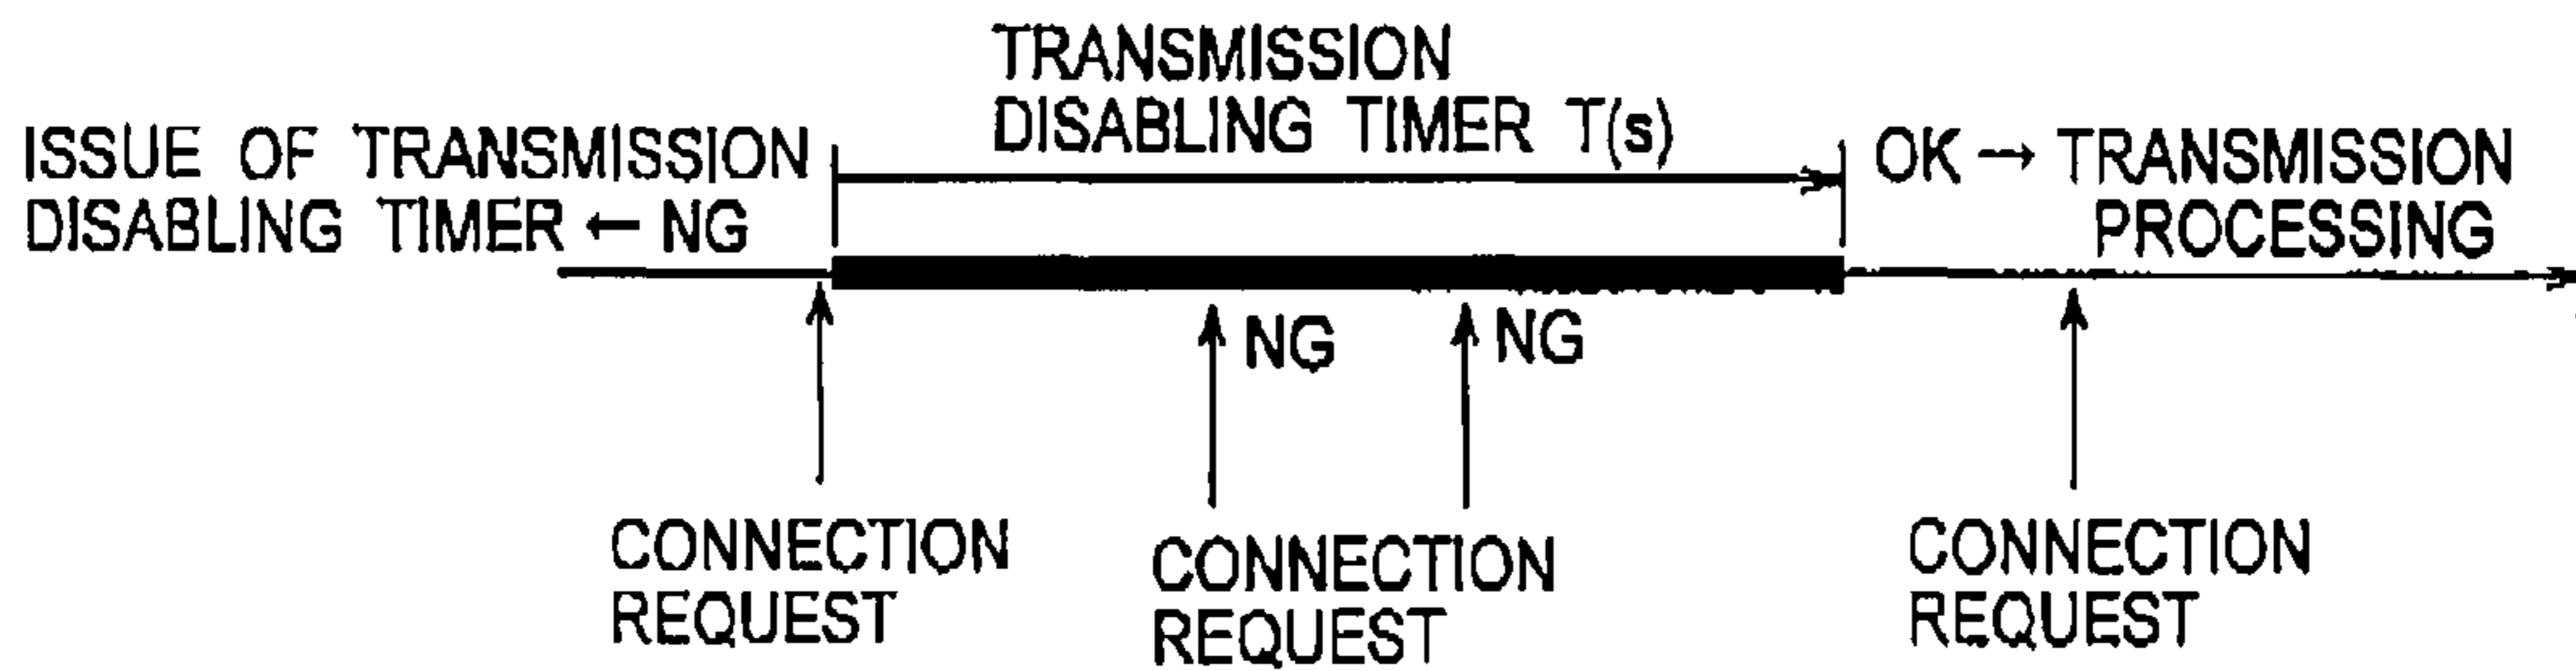 TRANSMISSION
DISABLING TIMER T(s)
ISSUE OF TRANSMISSION
DISABLING TIMER ← NG
OK → TRANSMISSION
PROCESSING
NG
NG
CONNECTION
REQUEST
CONNECTION
REQUEST
CONNECTION
REQUEST